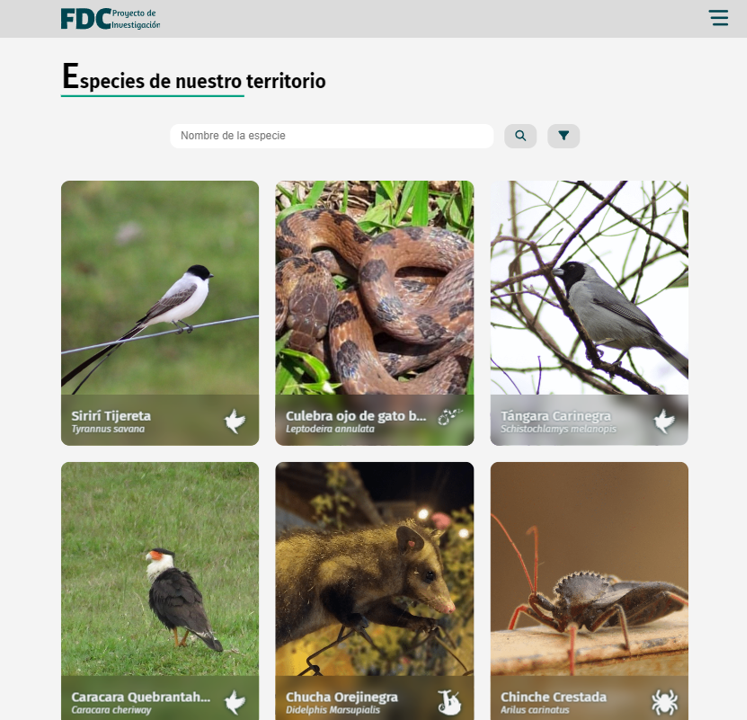 FDC Proyecto de
Investigación
Especies de nuestro territorio
Nombre de la especie
Sirirí Tijereta
Tyrannus savana
Culebra ojo de gato b...
Leptodeira annulata
Tángara Carinegra
Schistochlamys melanopis
Caracara Quebrantah...
Caracara cheriway
Chucha Orejinegra
Didelphis Marsupialis
Chinche Crestada
Arilus carinatus